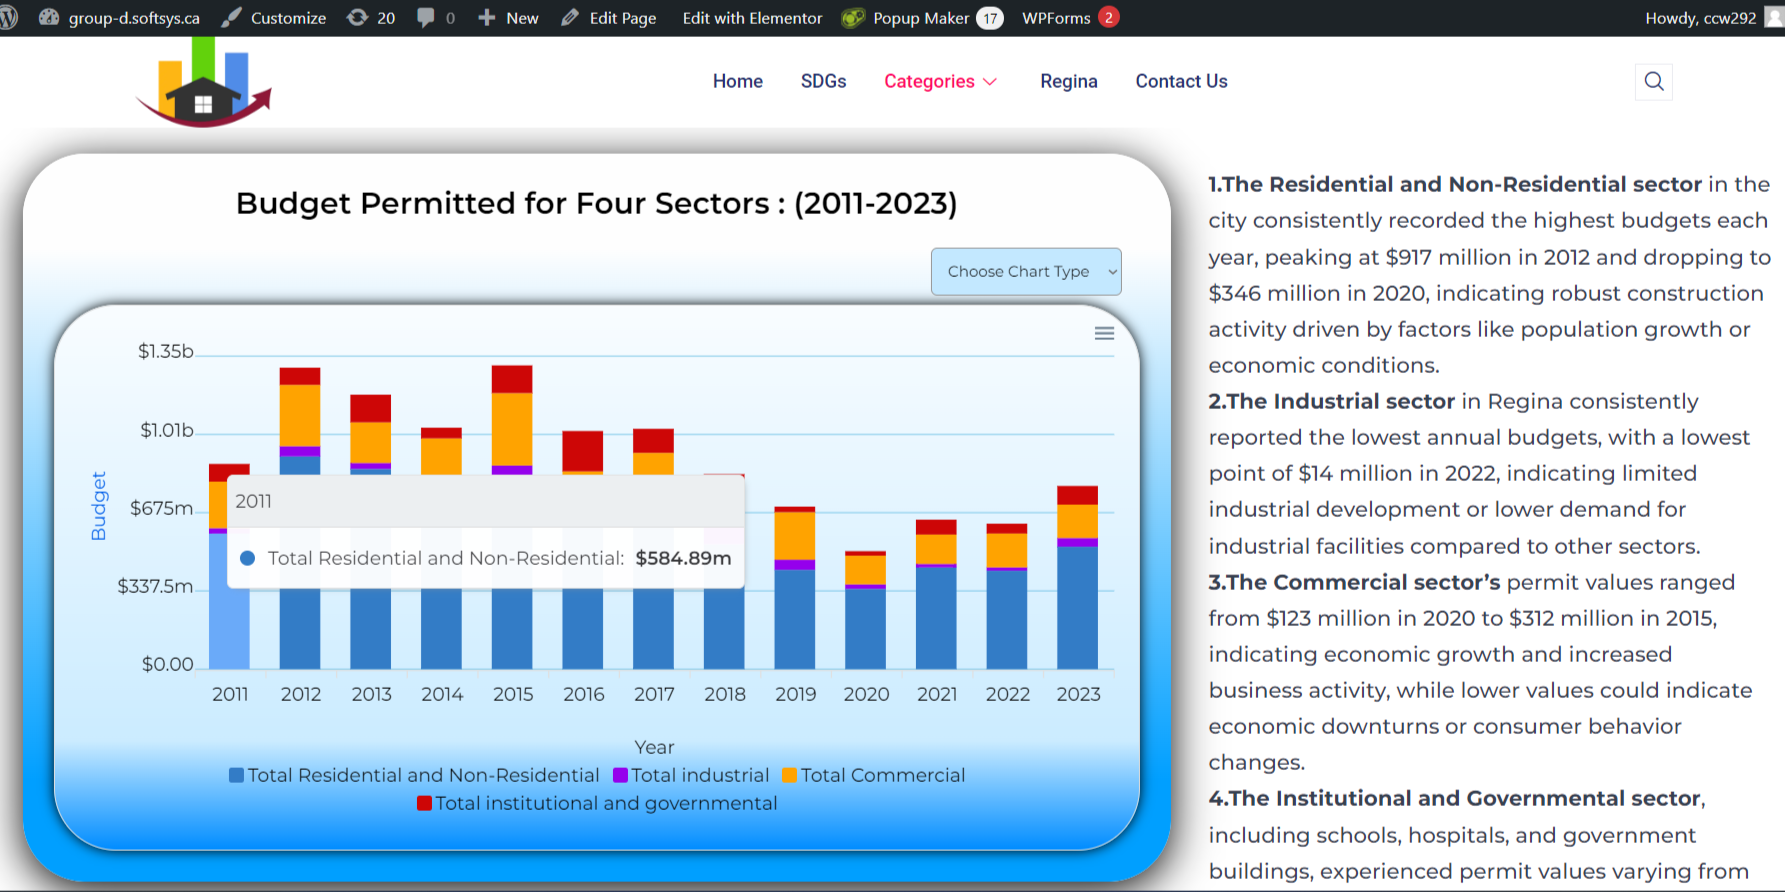 group-d.softsys.ca Customize 20 0 New Edit Page Edit with Elementor Popup Maker 17 WPForms 2 Howdy, ccw292
Home SDGs Categories Regina Contact Us
Budget Permitted for Four Sectors : (2011-2023)
Choose Chart Type
$1.35b
$1.01b
$675m
$337.5m
$0.00
Budget
2011
Total Residential and Non-Residential: $584.89m
2011 2012 2013 2014 2015 2016 2017 2018 2019 2020 2021 2022 2023
Year
Total Residential and Non-Residential Total industrial Total Commercial
Total institutional and governmental
1.The Residential and Non-Residential sector in the
city consistently recorded the highest budgets each
year, peaking at $917 million in 2012 and dropping to
$346 million in 2020, indicating robust construction
activity driven by factors like population growth or
economic conditions.
2.The Industrial sector in Regina consistently
reported the lowest annual budgets, with a lowest
point of $14 million in 2022, indicating limited
industrial development or lower demand for
industrial facilities compared to other sectors.
3.The Commercial sector’s permit values ranged
from $123 million in 2020 to $312 million in 2015,
indicating economic growth and increased
business activity, while lower values could indicate
economic downturns or consumer behavior
changes.
4.The Institutional and Governmental sector,
including schools, hospitals, and government
buildings, experienced permit values varying from